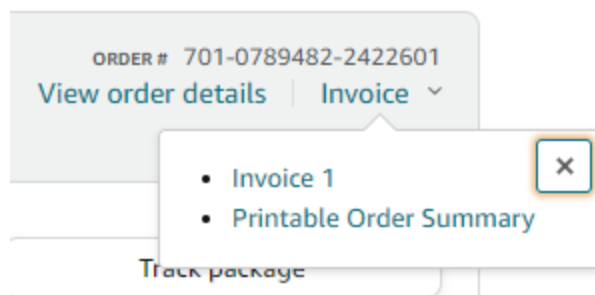 ORDER # 701-0789482-2422601
View order details Invoice
Invoice 1
Printable Order Summary
Track package